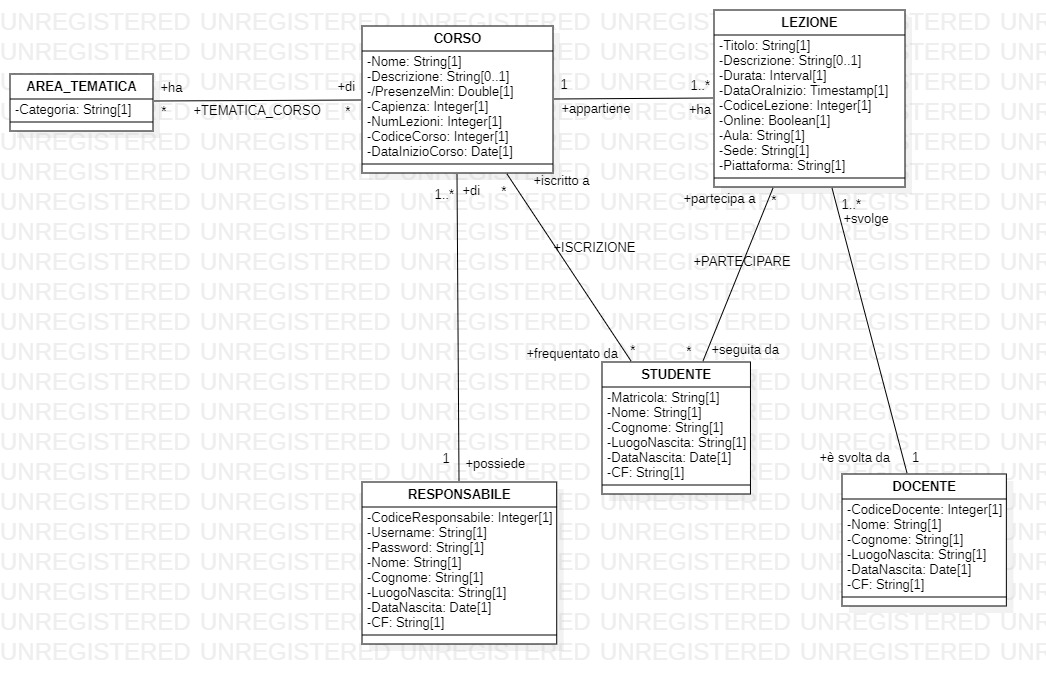 AREA_TEMATICA
-Categoria: String[1]
+ha
*
+TEMATICA_CORSO
+di
*
CORSO
-Nome: String[1]
-Descrizione: String[0..1]
-/PresenzeMin: Double[1]
-Capienza: Integer[1]
-NumLezioni: Integer[1]
-CodiceCorso: Integer[1]
-DataInizioCorso: Date[1]
1
+appartiene
1..*
+ha
LEZIONE
-Titolo: String[1]
-Descrizione: String[0..1]
-Durata: Interval[1]
-DataOraInizio: Timestamp[1]
-CodiceLezione: Integer[1]
-Online: Boolean[1]
-Aula: String[1]
-Sede: String[1]
-Piattaforma: String[1]
1..*
+di
*
+iscritto a
+ISCRIZIONE
+frequentato da
*
+partecipa a
*
+PARTECIPARE
*
+seguita da
1..*
+svolge
+è svolta da
1
1
+possiede
STUDENTE
-Matricola: String[1]
-Nome: String[1]
-Cognome: String[1]
-LuogoNascita: String[1]
-DataNascita: Date[1]
-CF: String[1]
RESPONSABILE
-CodiceResponsabile: Integer[1]
-Username: String[1]
-Password: String[1]
-Nome: String[1]
-Cognome: String[1]
-LuogoNascita: String[1]
-DataNascita: Date[1]
-CF: String[1]
DOCENTE
-CodiceDocente: Integer[1]
-Nome: String[1]
-Cognome: String[1]
-LuogoNascita: String[1]
-DataNascita: Date[1]
-CF: String[1]
UNREGISTERED